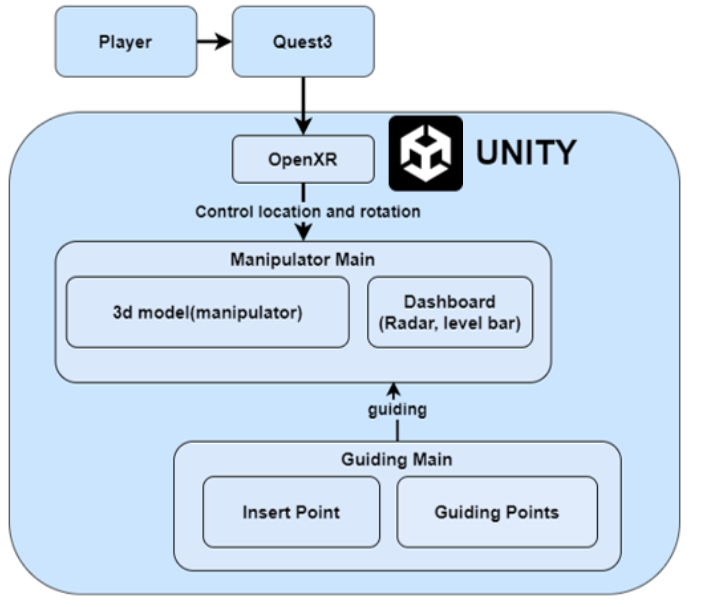 Player
Quest3
OpenXR
UNITY
Control location and rotation
Manipulator Main
3d model(manipulator)
Dashboard
(Radar, level bar)
guiding
Guiding Main
Insert Point
Guiding Points